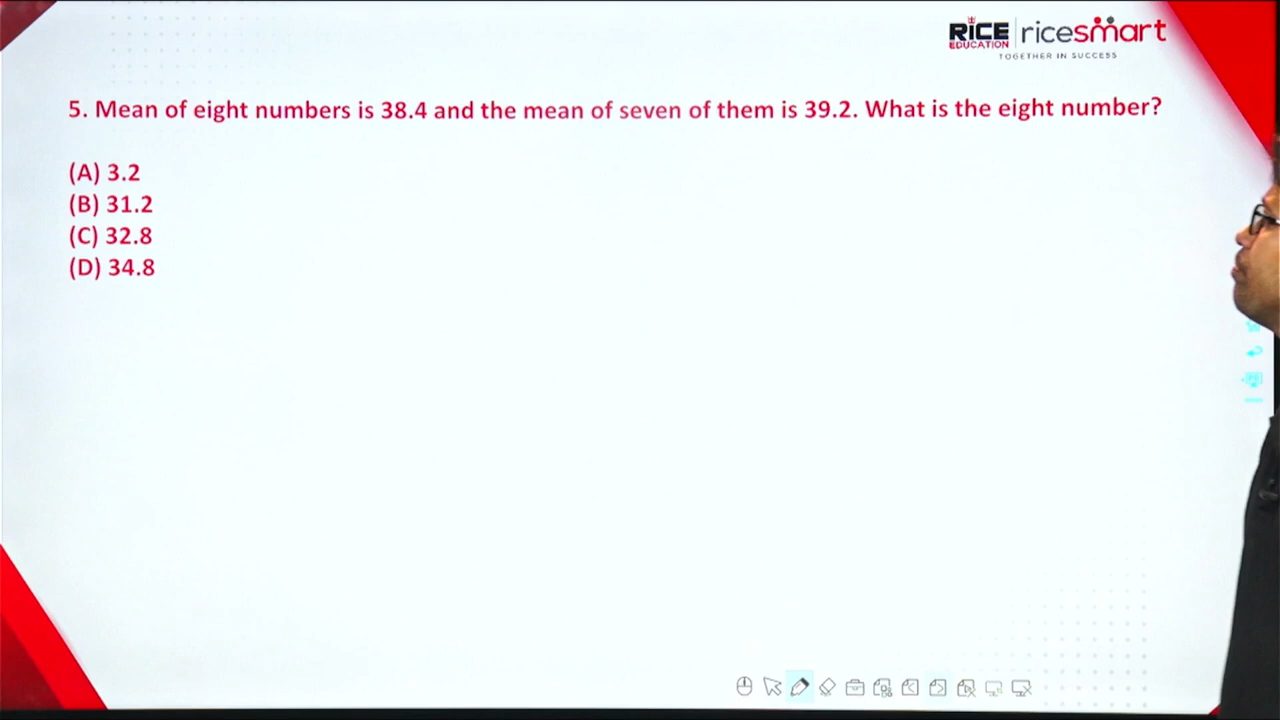 RICE
EDUCATION
ricesmart
TOGETHER IN SUCCESS
5. Mean of eight numbers is 38.4 and the mean of seven of them is 39.2. What is the eight number?
(A) 3.2
(B) 31.2
(C) 32.8
(D) 34.8